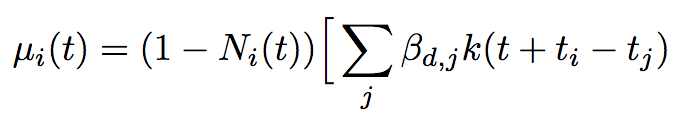 μ_i(t) = (1 − N_i(t)) [ ∑_j β_{d,j} k(t + t_i − t_j)